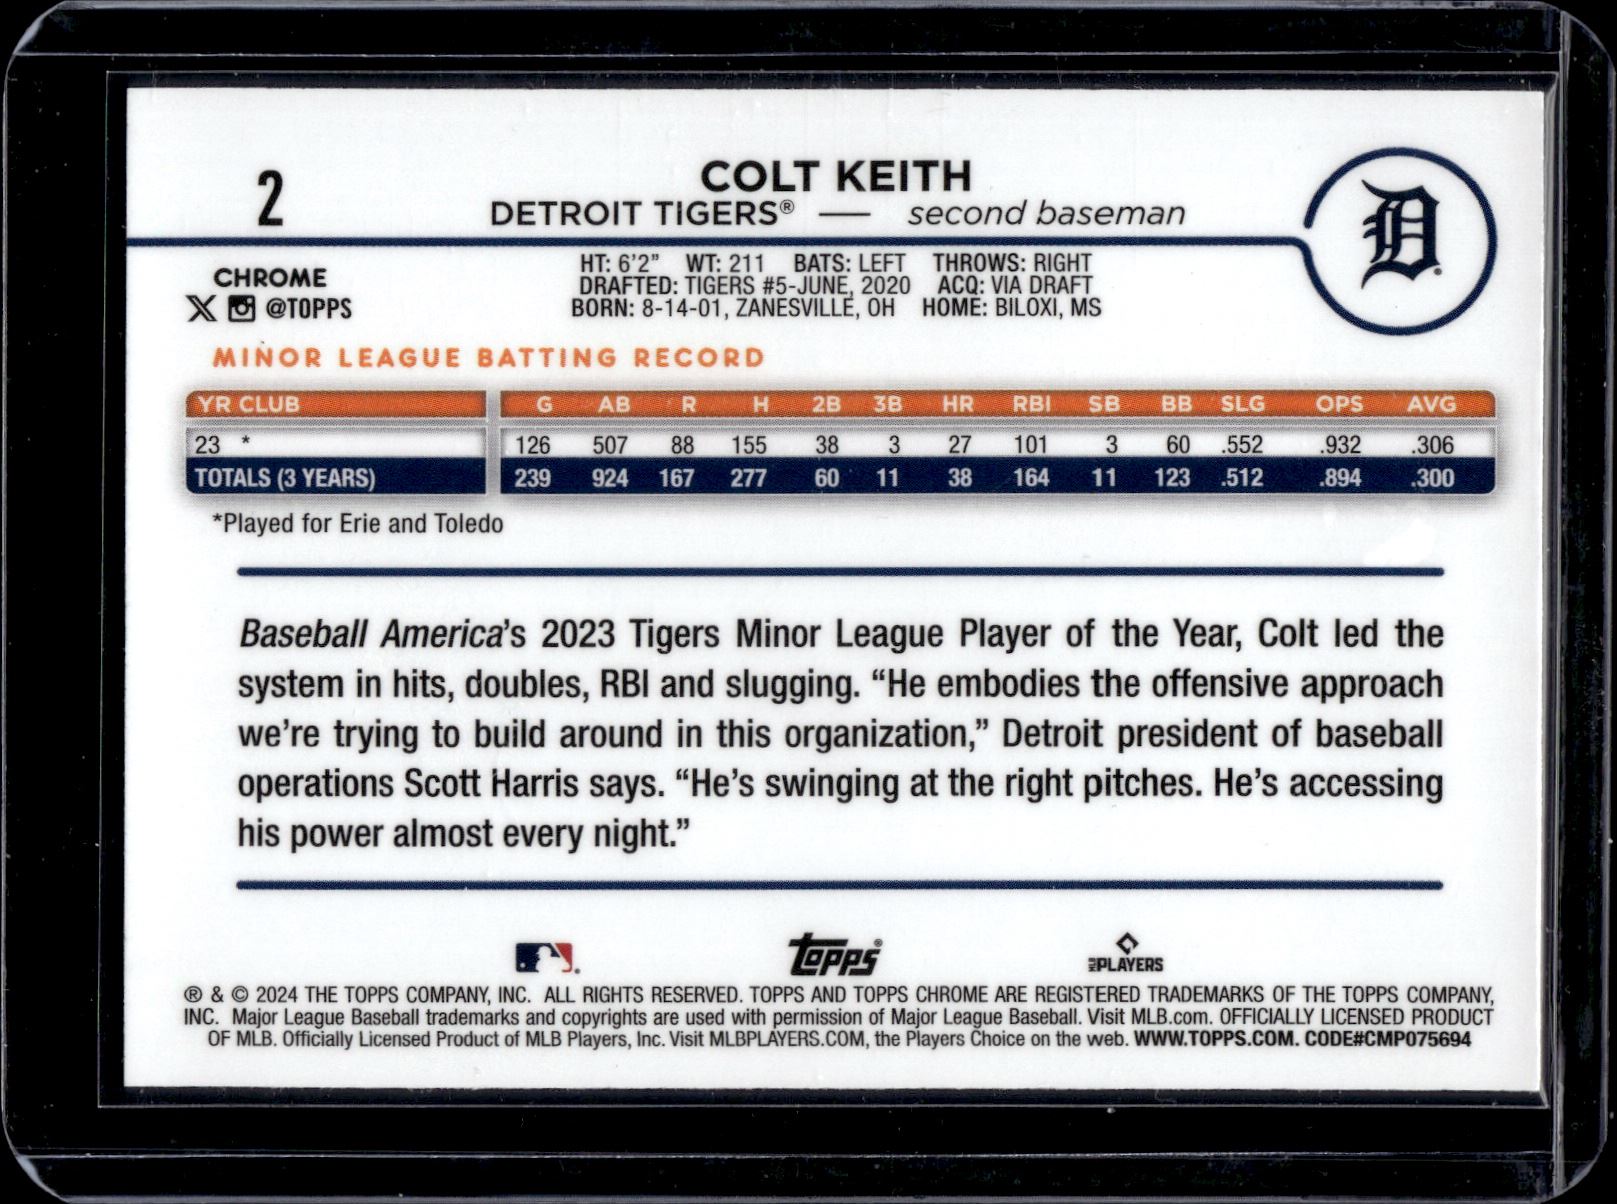 2
COLT KEITH
DETROIT TIGERS® — second baseman
D
CHROME
@TOPPS
HT: 6'2" WT: 211 BATS: LEFT THROWS: RIGHT
DRAFTED: TIGERS #5-JUNE, 2020 ACQ: VIA DRAFT
BORN: 8-14-01, ZANESVILLE, OH HOME: BILOXI, MS
MINOR LEAGUE BATTING RECORD
YR CLUB G AB R H 2B 3B HR RBI SB BB SLG OPS AVG
23 * 126 507 88 155 38 3 27 101 3 60 .552 .932 .306
TOTALS (3 YEARS) 239 924 167 277 60 11 38 164 11 123 .512 .894 .300
*Played for Erie and Toledo
Baseball America's 2023 Tigers Minor League Player of the Year, Colt led the
system in hits, doubles, RBI and slugging. “He embodies the offensive approach
we're trying to build around in this organization,” Detroit president of baseball
operations Scott Harris says. “He's swinging at the right pitches. He's accessing
his power almost every night.”
Topps® MLB PLAYERS
® & © 2024 THE TOPPS COMPANY, INC. ALL RIGHTS RESERVED. TOPPS AND TOPPS CHROME ARE REGISTERED TRADEMARKS OF THE TOPPS COMPANY,
INC. Major League Baseball trademarks and copyrights are used with permission of Major League Baseball. Visit MLB.com. OFFICIALLY LICENSED PRODUCT
OF MLB. Officially Licensed Product of MLB Players, Inc. Visit MLBPLAYERS.COM, the Players Choice on the web. WWW.TOPPS.COM. CODE#CMP075694